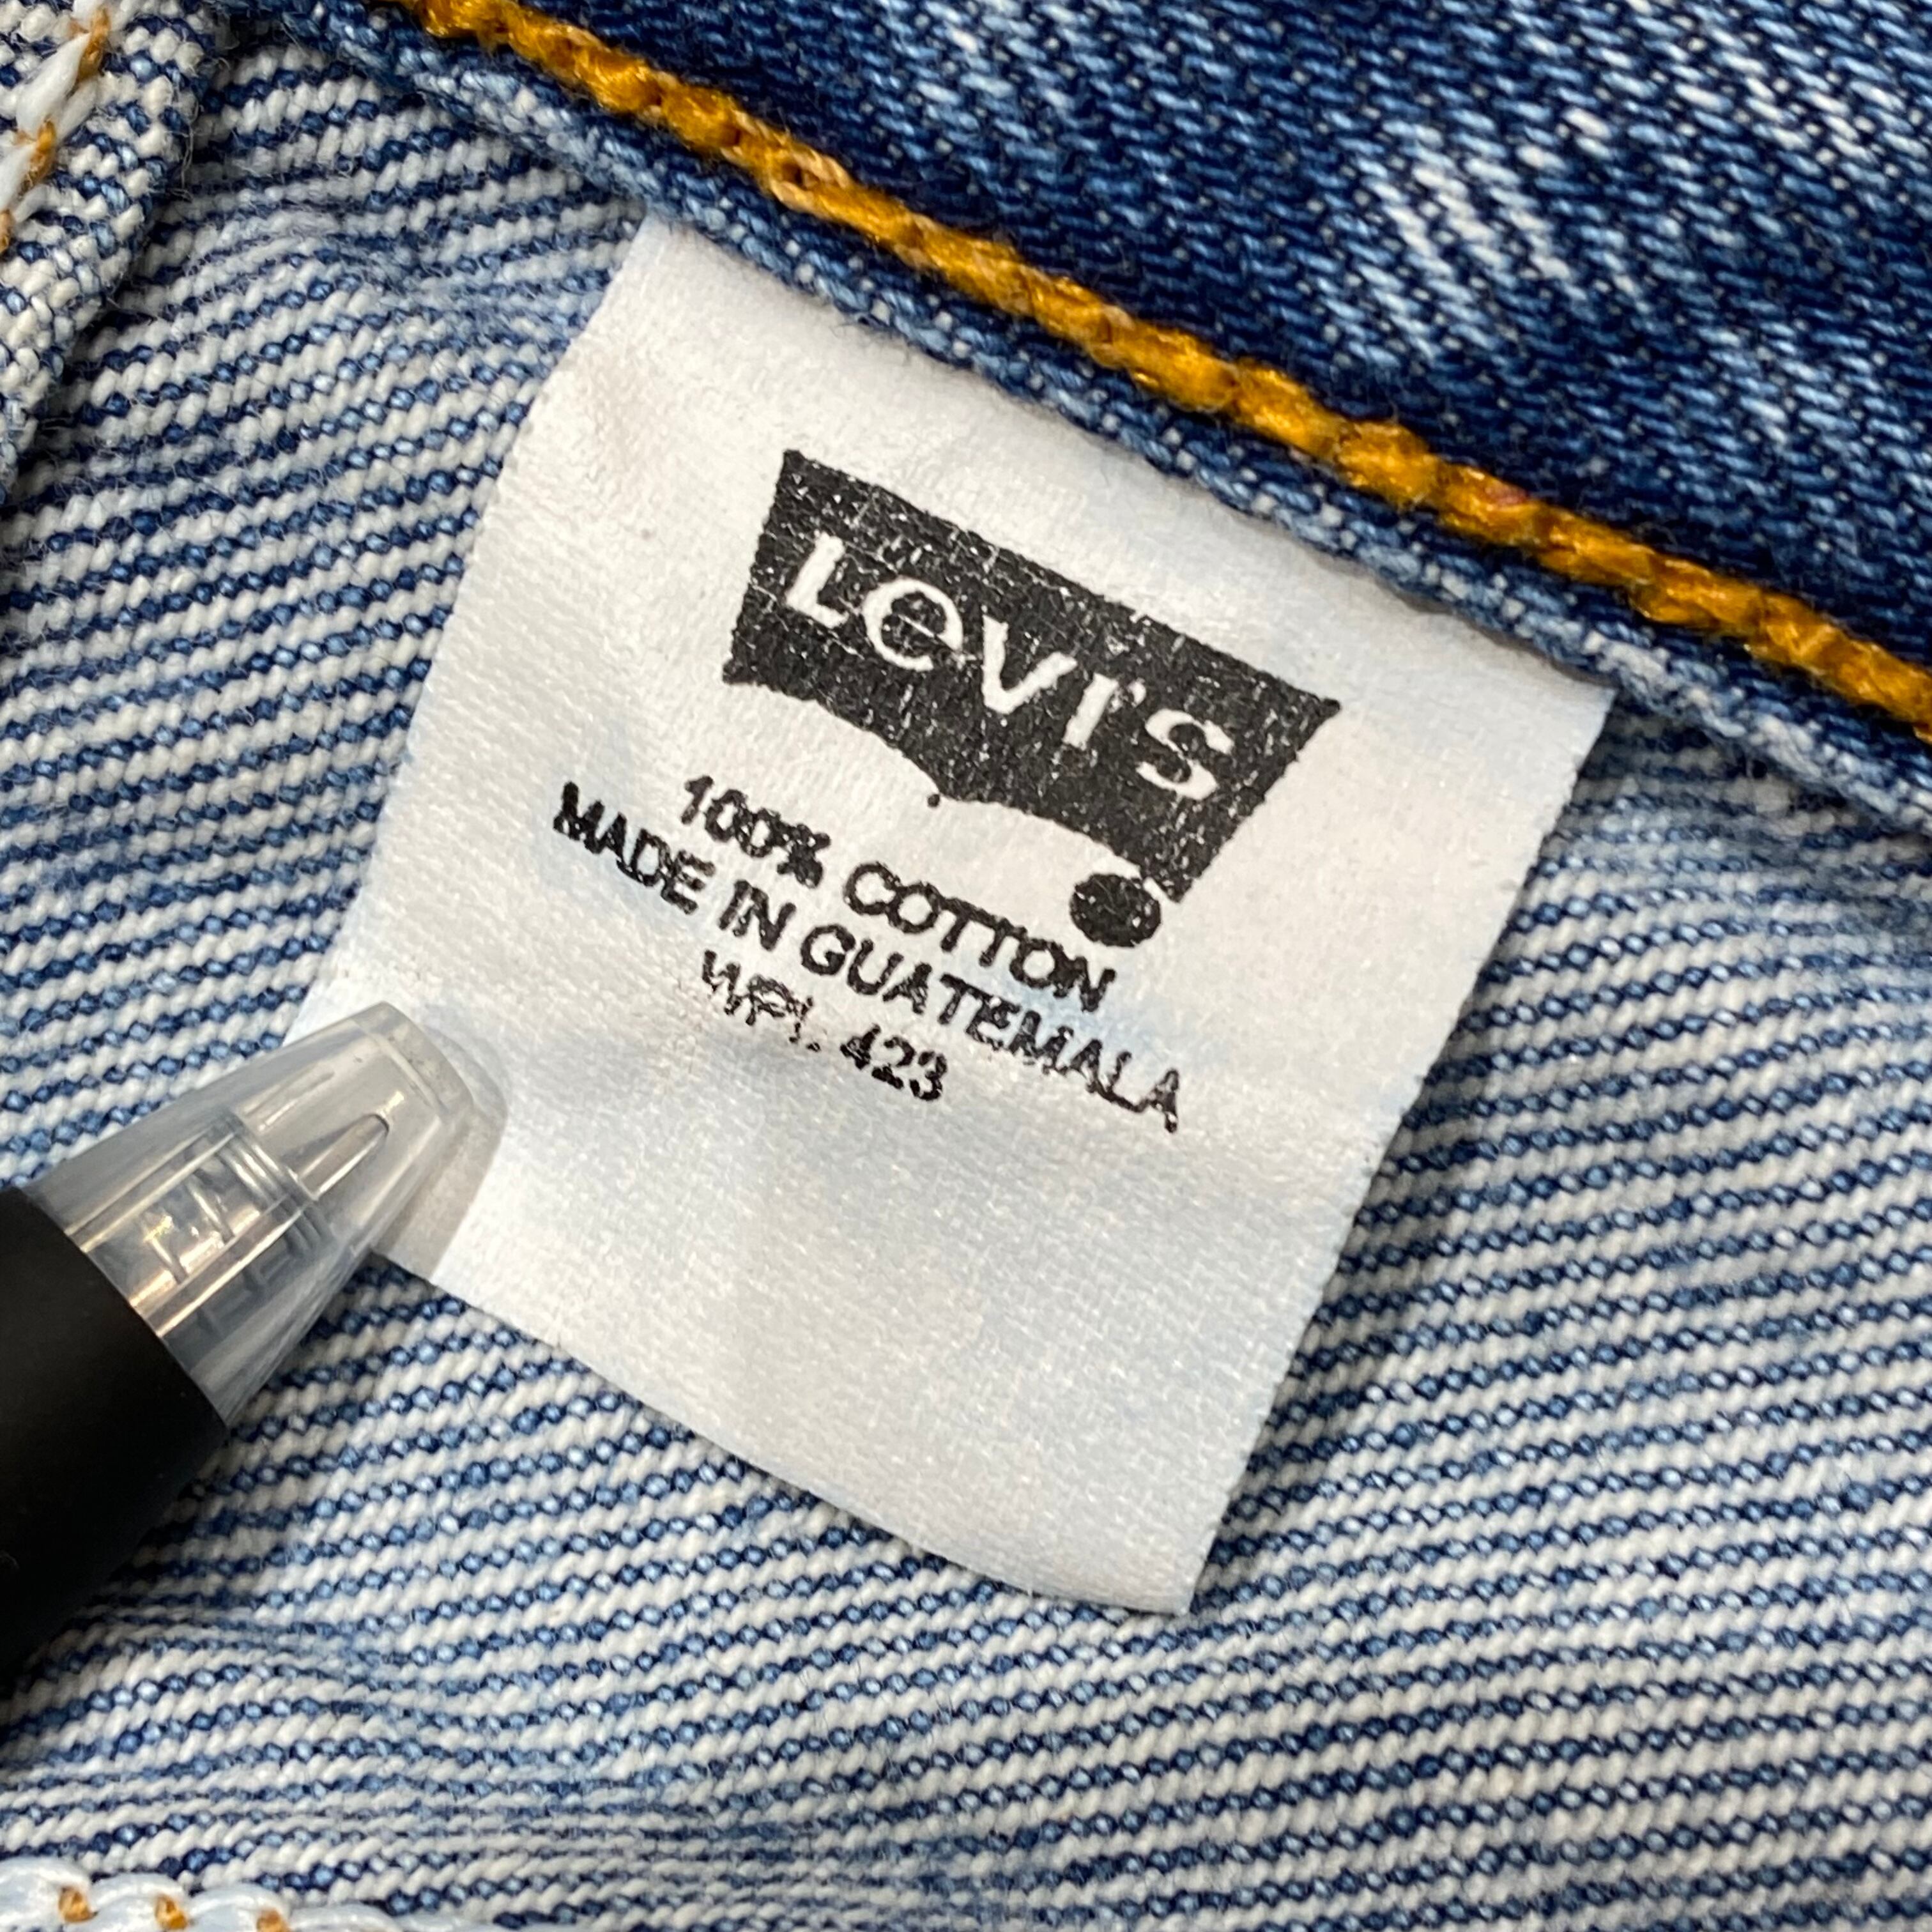 Levi's
100% COTTON
MADE IN GUATEMALA
WPL 423